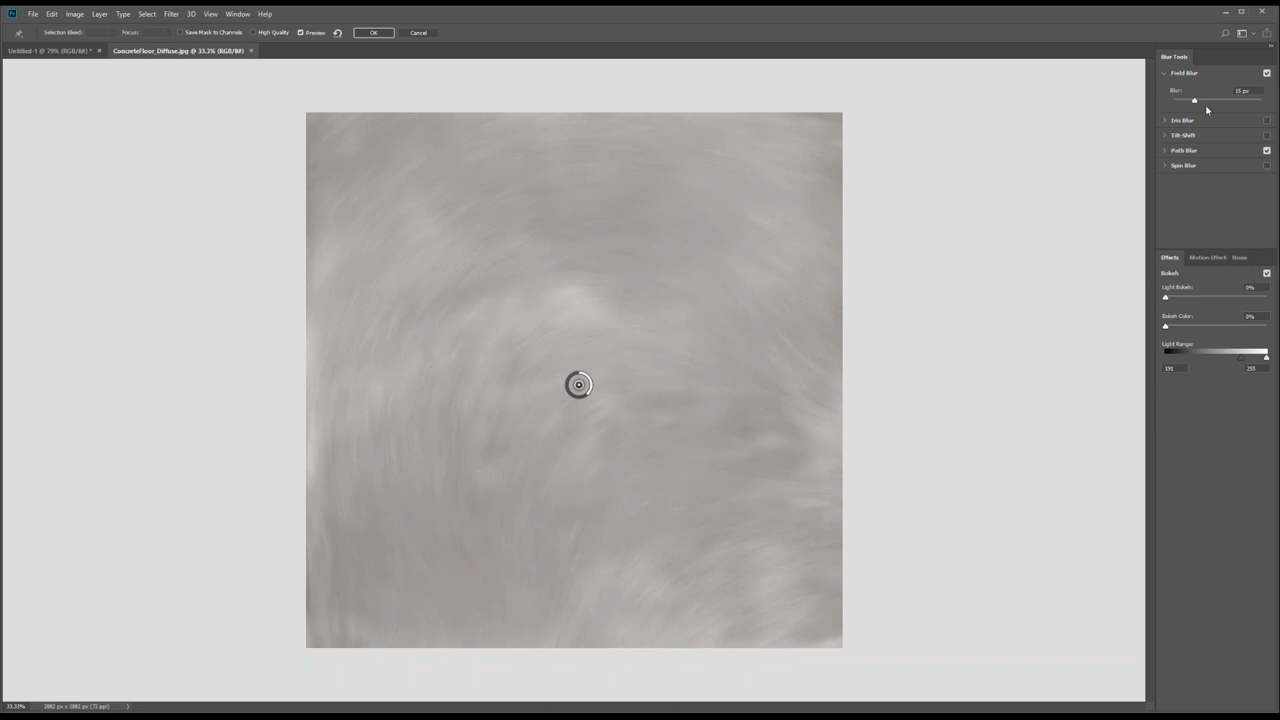 Ps File Edit Image Layer Type Select Filter 3D View Window Help
Selection Bleed: Focus: Save Mask to Channels High Quality Preview OK Cancel
Untitled-1 @ 79% (RGB/8#) * × ConcreteFloor_Diffuse.jpg @ 33.3% (RGB/8#) ×
Blur Tools
Field Blur
Blur: 15 px
Iris Blur
Tilt-Shift
Path Blur
Spin Blur
Effects Motion Effect Noise
Bokeh
Light Bokeh: 0%
Bokeh Color: 0%
Light Range:
191 255
33.33% 2882 px x 2882 px (72 ppi)